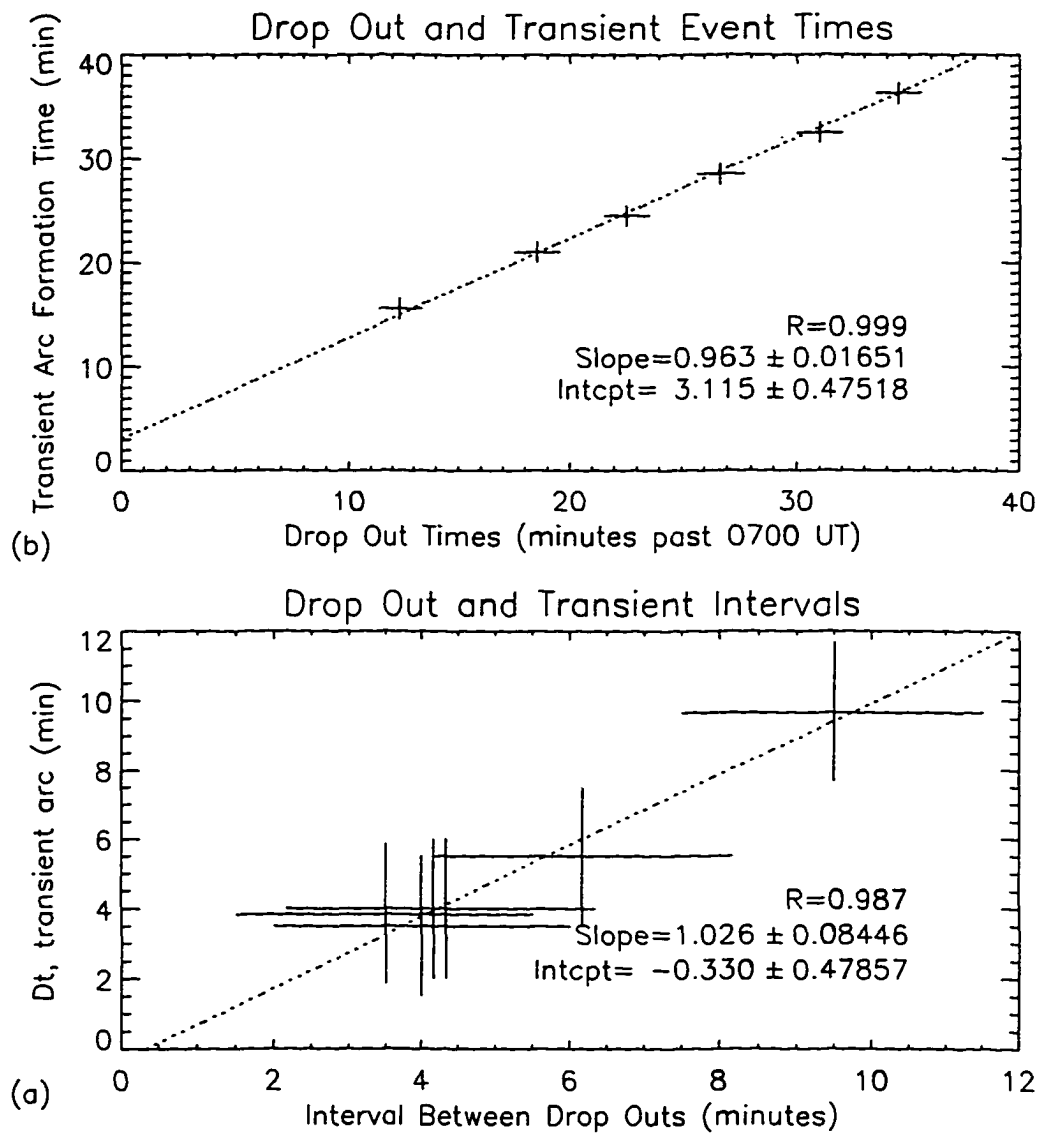 Drop Out and Transient Event Times
Transient Arc Formation Time (min)
40
30
20
10
0
R=0.999
Slope=0.963 ± 0.01651
Intcpt= 3.115 ± 0.47518
0 10 20 30 40
Drop Out Times (minutes past 0700 UT)
(b)
Drop Out and Transient Intervals
Dt, transient arc (min)
12
10
8
6
4
2
0
R=0.987
Slope=1.026 ± 0.08446
Intcpt= -0.330 ± 0.47857
0 2 4 6 8 10 12
Interval Between Drop Outs (minutes)
(a)